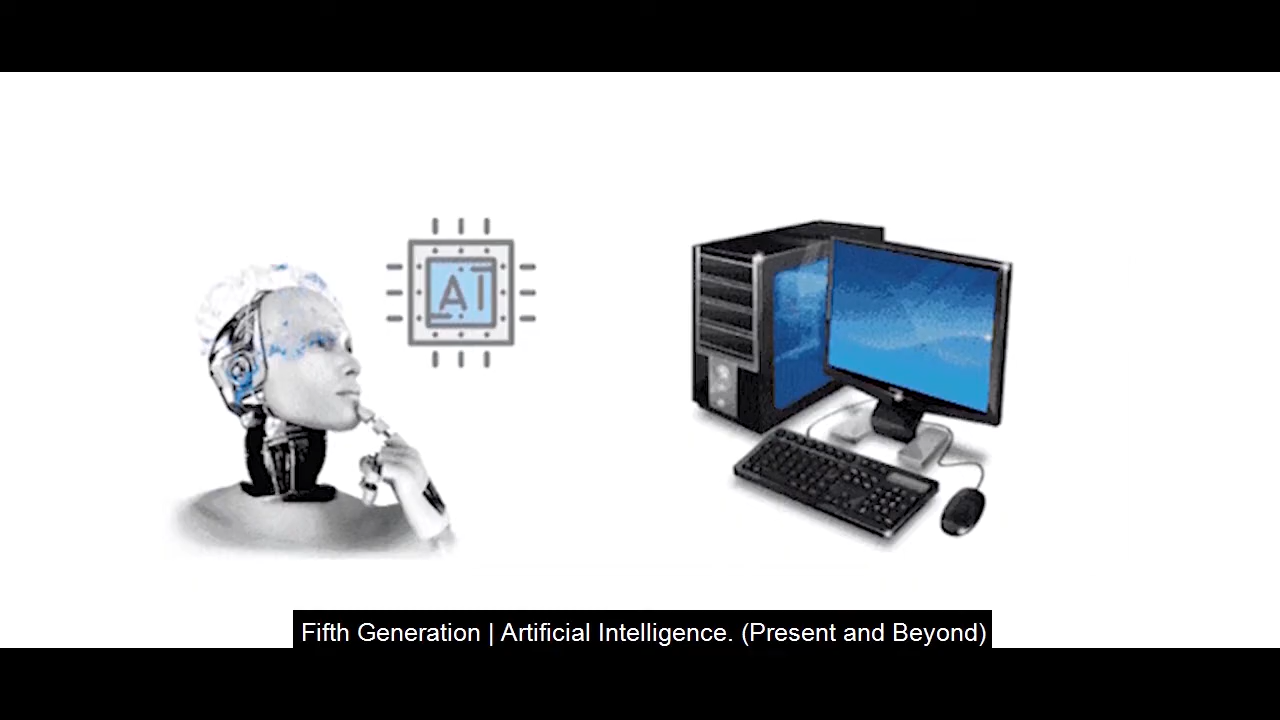 AI
Fifth Generation | Artificial Intelligence. (Present and Beyond)